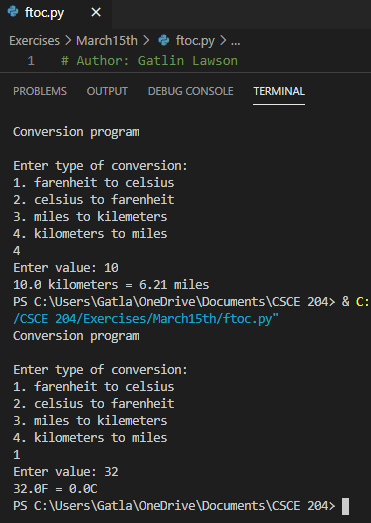 ftoc.py ×
Exercises > March15th > ftoc.py > ...
1 # Author: Gatlin Lawson
PROBLEMS OUTPUT DEBUG CONSOLE TERMINAL
Conversion program
Enter type of conversion:
1. farenheit to celsius
2. celsius to farenheit
3. miles to kilemeters
4. kilometers to miles
4
Enter value: 10
10.0 kilometers = 6.21 miles
PS C:\Users\Gatla\OneDrive\Documents\CSCE 204> & C:
/CSCE 204/Exercises/March15th/ftoc.py"
Conversion program
Enter type of conversion:
1. farenheit to celsius
2. celsius to farenheit
3. miles to kilemeters
4. kilometers to miles
1
Enter value: 32
32.0F = 0.0C
PS C:\Users\Gatla\OneDrive\Documents\CSCE 204>